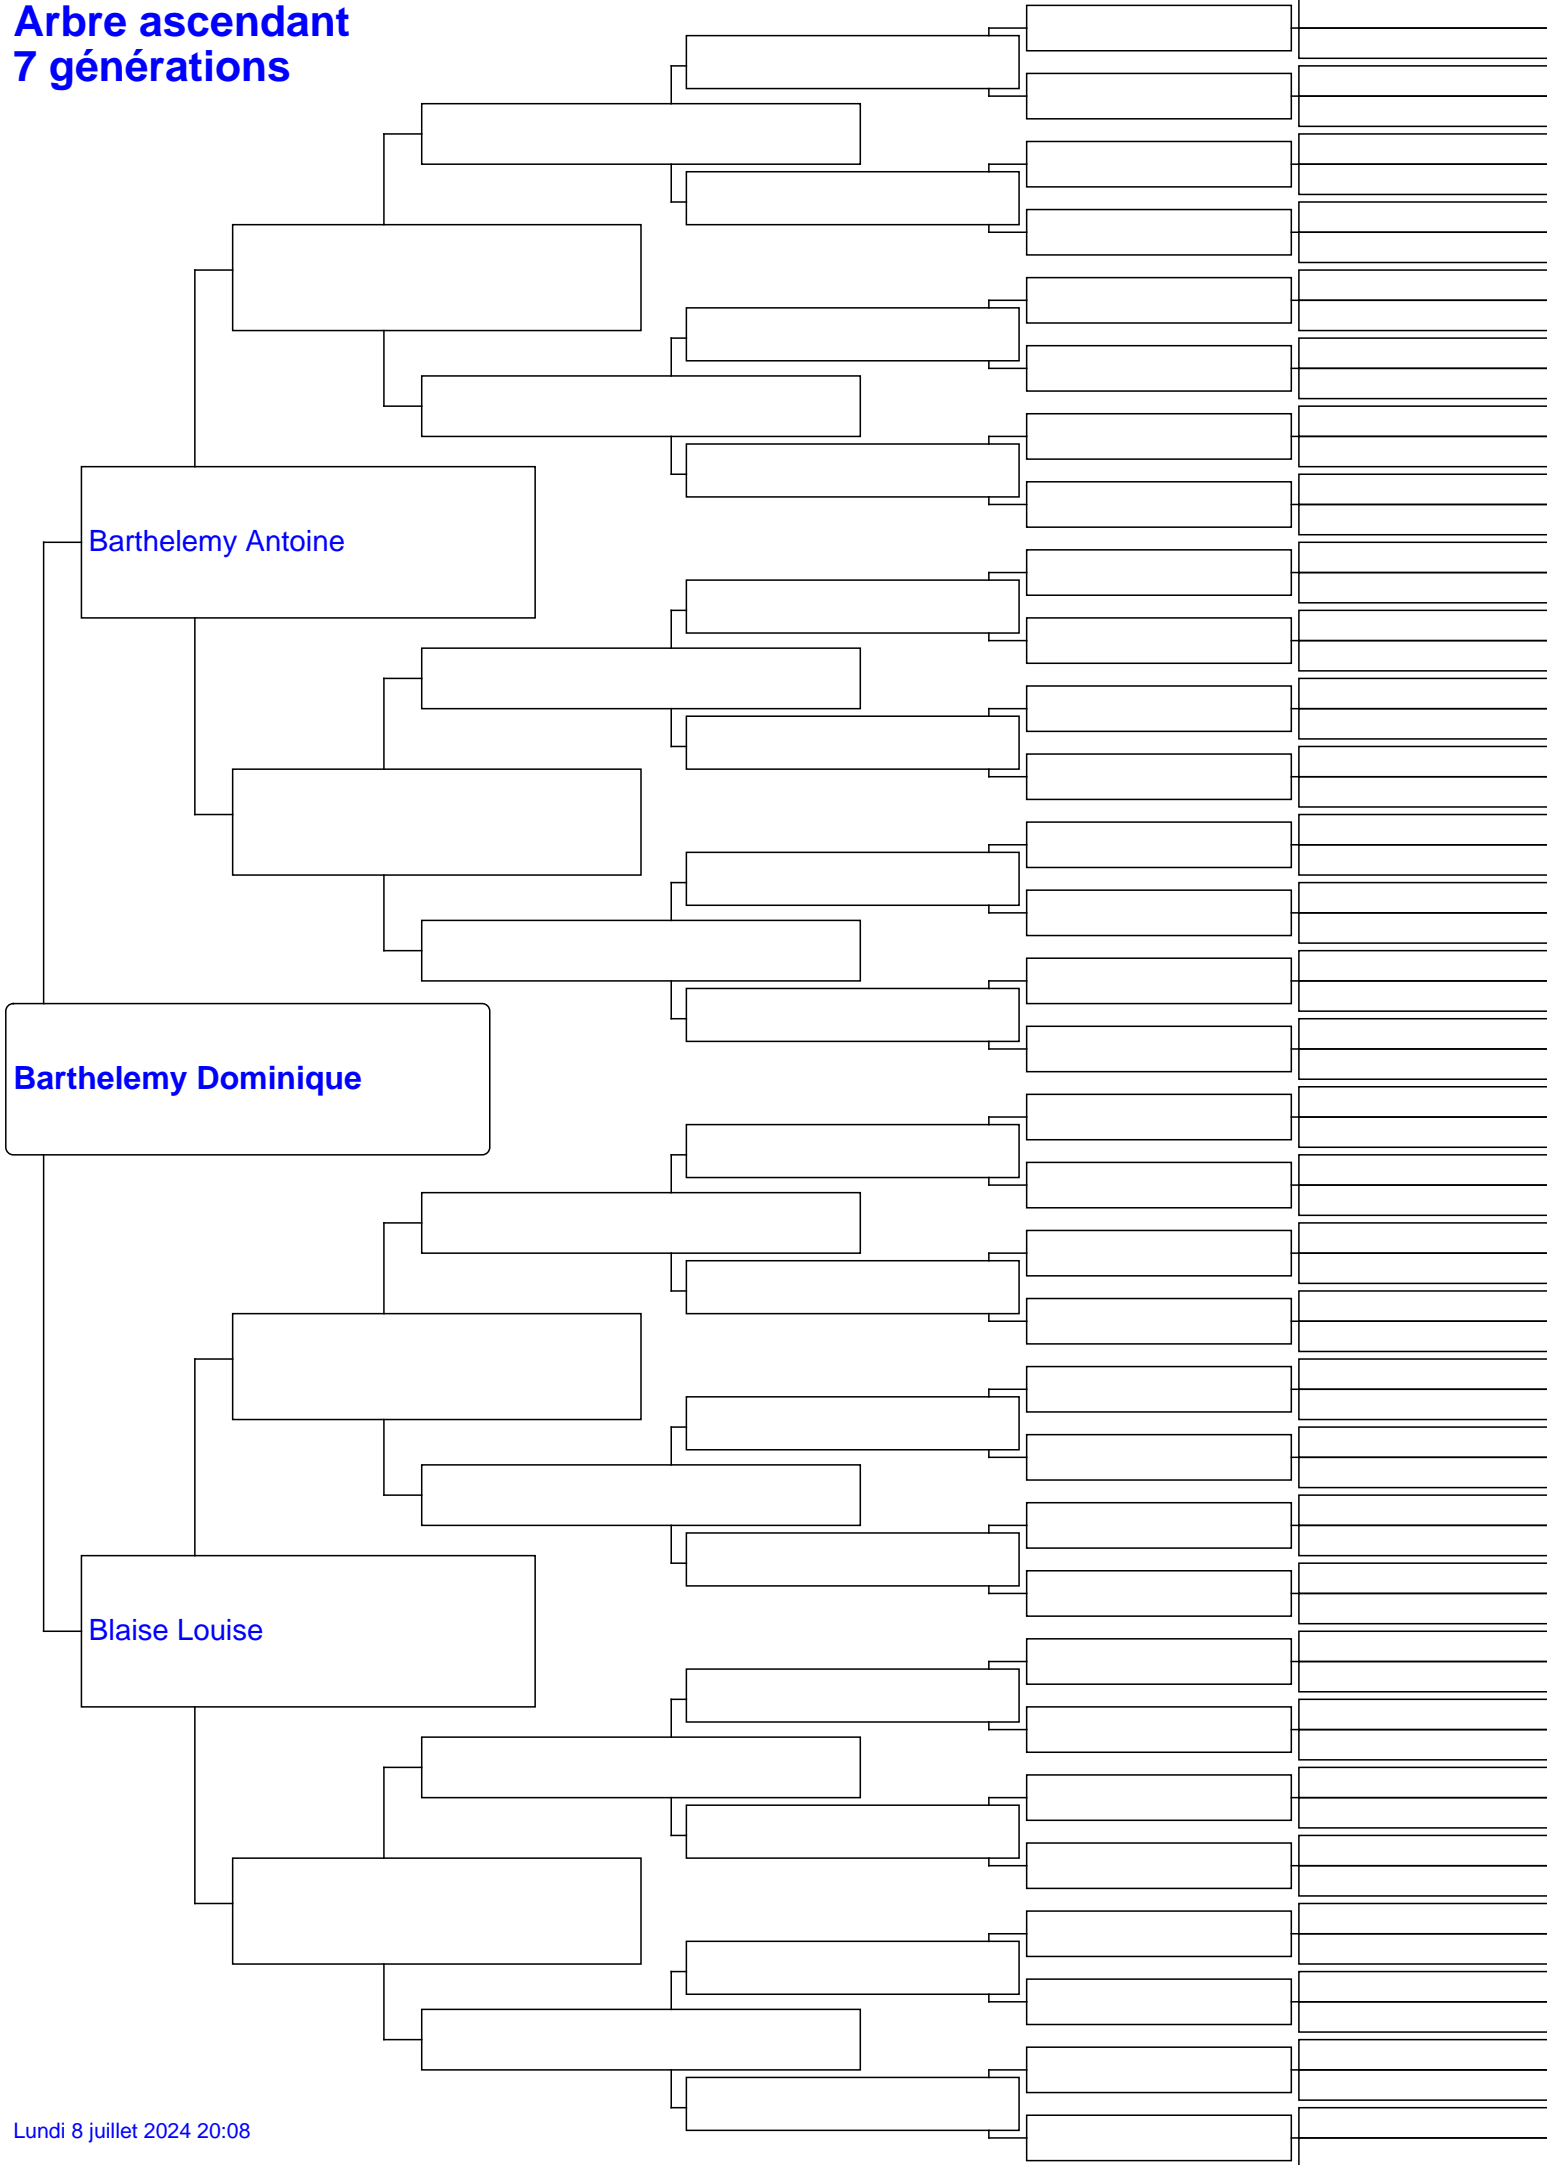 Arbre ascendant
7 générations
Barthelemy Antoine
Barthelemy Dominique
Blaise Louise
Lundi 8 juillet 2024 20:08